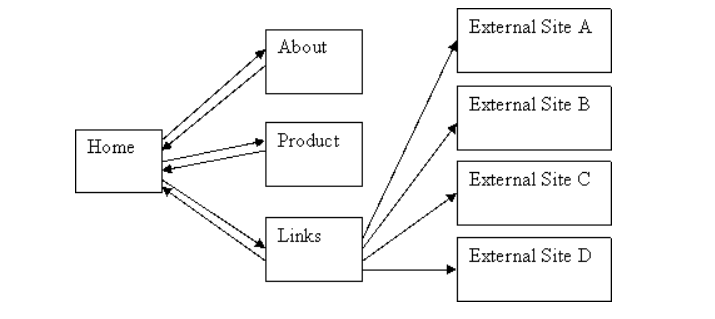 Home
About
Product
Links
External Site A
External Site B
External Site C
External Site D